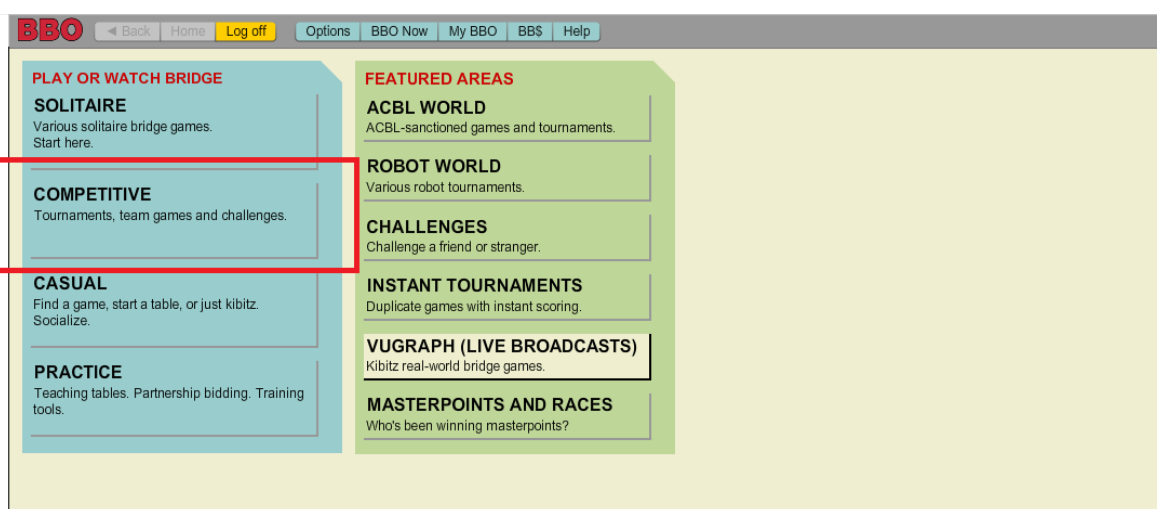 BBO ◄ Back Home Log off Options BBO Now My BBO BB$ Help
PLAY OR WATCH BRIDGE
SOLITAIRE
Various solitaire bridge games.
Start here.
COMPETITIVE
Tournaments, team games and challenges.
CASUAL
Find a game, start a table, or just kibitz.
Socialize.
PRACTICE
Teaching tables. Partnership bidding. Training
tools.
FEATURED AREAS
ACBL WORLD
ACBL-sanctioned games and tournaments.
ROBOT WORLD
Various robot tournaments.
CHALLENGES
Challenge a friend or stranger.
INSTANT TOURNAMENTS
Duplicate games with instant scoring.
VUGRAPH (LIVE BROADCASTS)
Kibitz real-world bridge games.
MASTERPOINTS AND RACES
Who's been winning masterpoints?